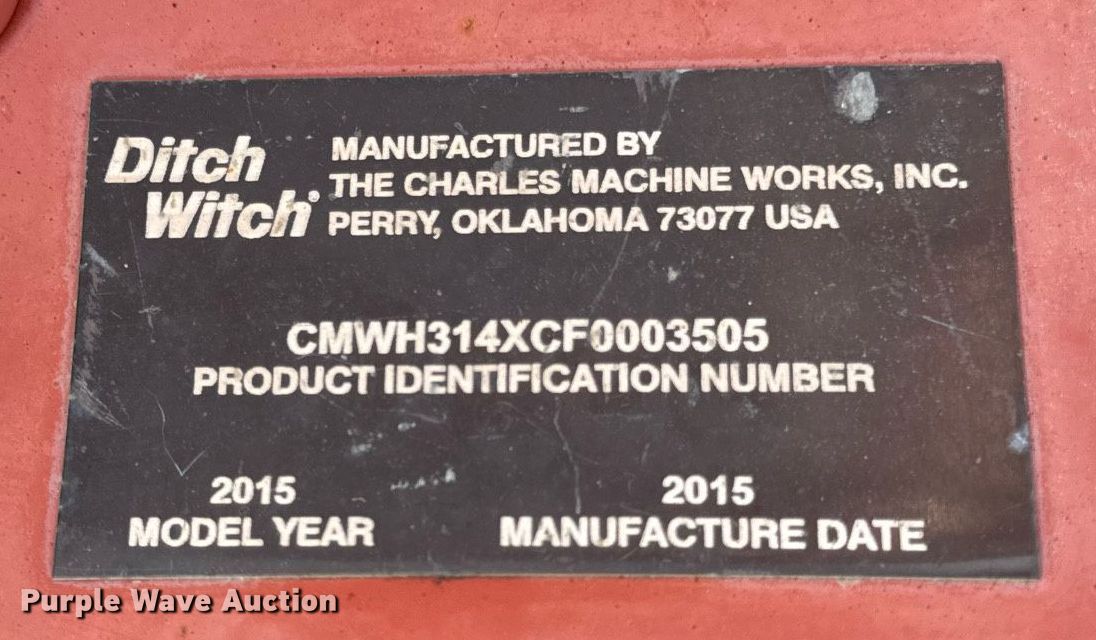 Ditch
Witch®
MANUFACTURED BY
THE CHARLES MACHINE WORKS, INC.
PERRY, OKLAHOMA 73077 USA
CMWH314XCF0003505
PRODUCT IDENTIFICATION NUMBER
2015
MODEL YEAR
2015
MANUFACTURE DATE
Purple Wave Auction